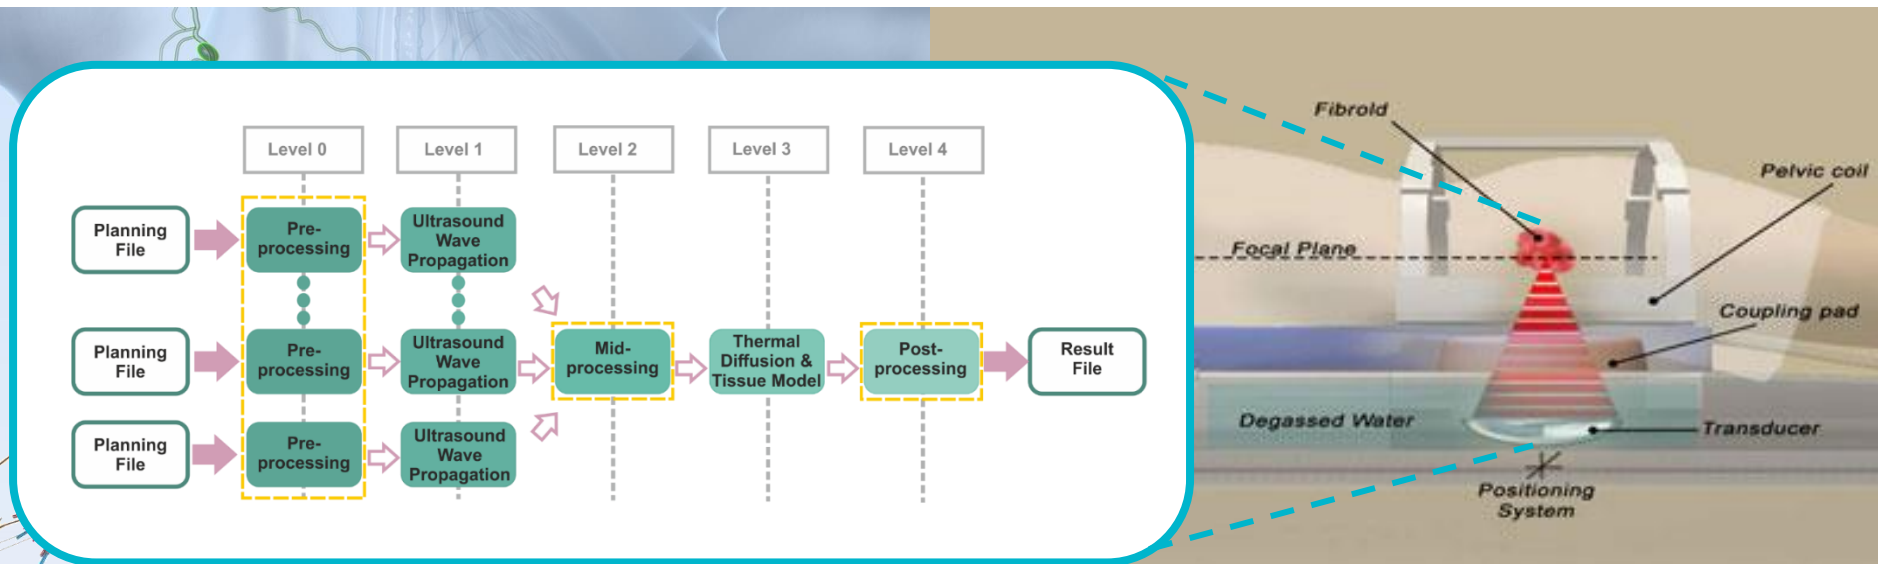 Level 0
Level 1
Level 2
Level 3
Level 4
Planning
File
Pre-
processing
Ultrasound
Wave
Propagation
Planning
File
Pre-
processing
Ultrasound
Wave
Propagation
Mid-
processing
Thermal
Diffusion &
Tissue Model
Post-
processing
Result
File
Planning
File
Pre-
processing
Ultrasound
Wave
Propagation
Fibroid
Pelvic coil
Focal Plane
Coupling pad
Degassed Water
Transducer
Positioning
System